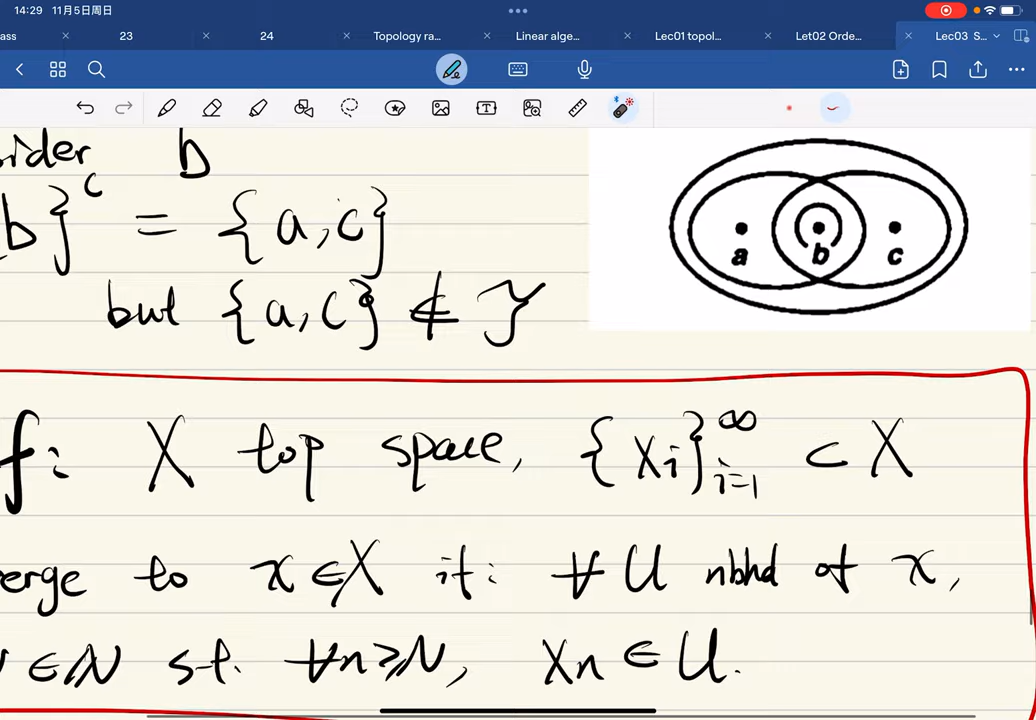 14:29 11月5日周日
ass 23 24 Topology ra... Linear alge... Lec01 topol... Let02 Orde... Lec03 S...
sider b
b}ᶜ = {a,c}
but {a,c} ∉
a b c
f: X top space, {Xi}_{i=1}^∞ ⊂ X
erge to x∈X if: ∀ U nbhd of x,
∈N s.t. ∀n≥N, Xn ∈ U.